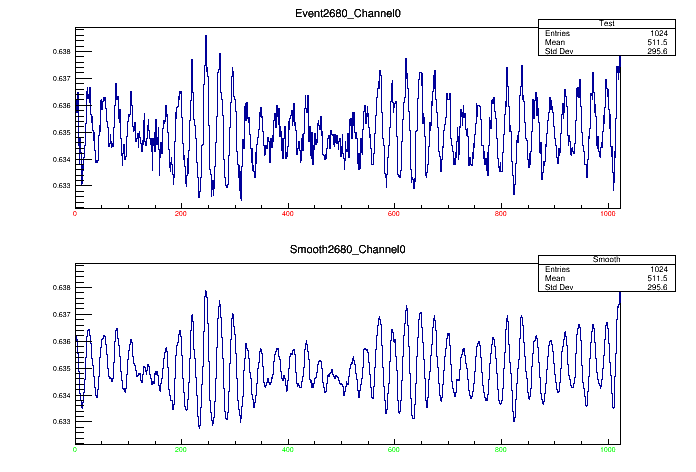 Event2680_Channel0
Test
Entries 1024
Mean 511.5
Std Dev 295.6
0.638
0.637
0.636
0.635
0.634
0.633
0 200 400 600 800 1000
Smooth2680_Channel0
Smooth
Entries 1024
Mean 511.5
Std Dev 295.6
0.638
0.637
0.636
0.635
0.634
0.633
0 200 400 600 800 1000